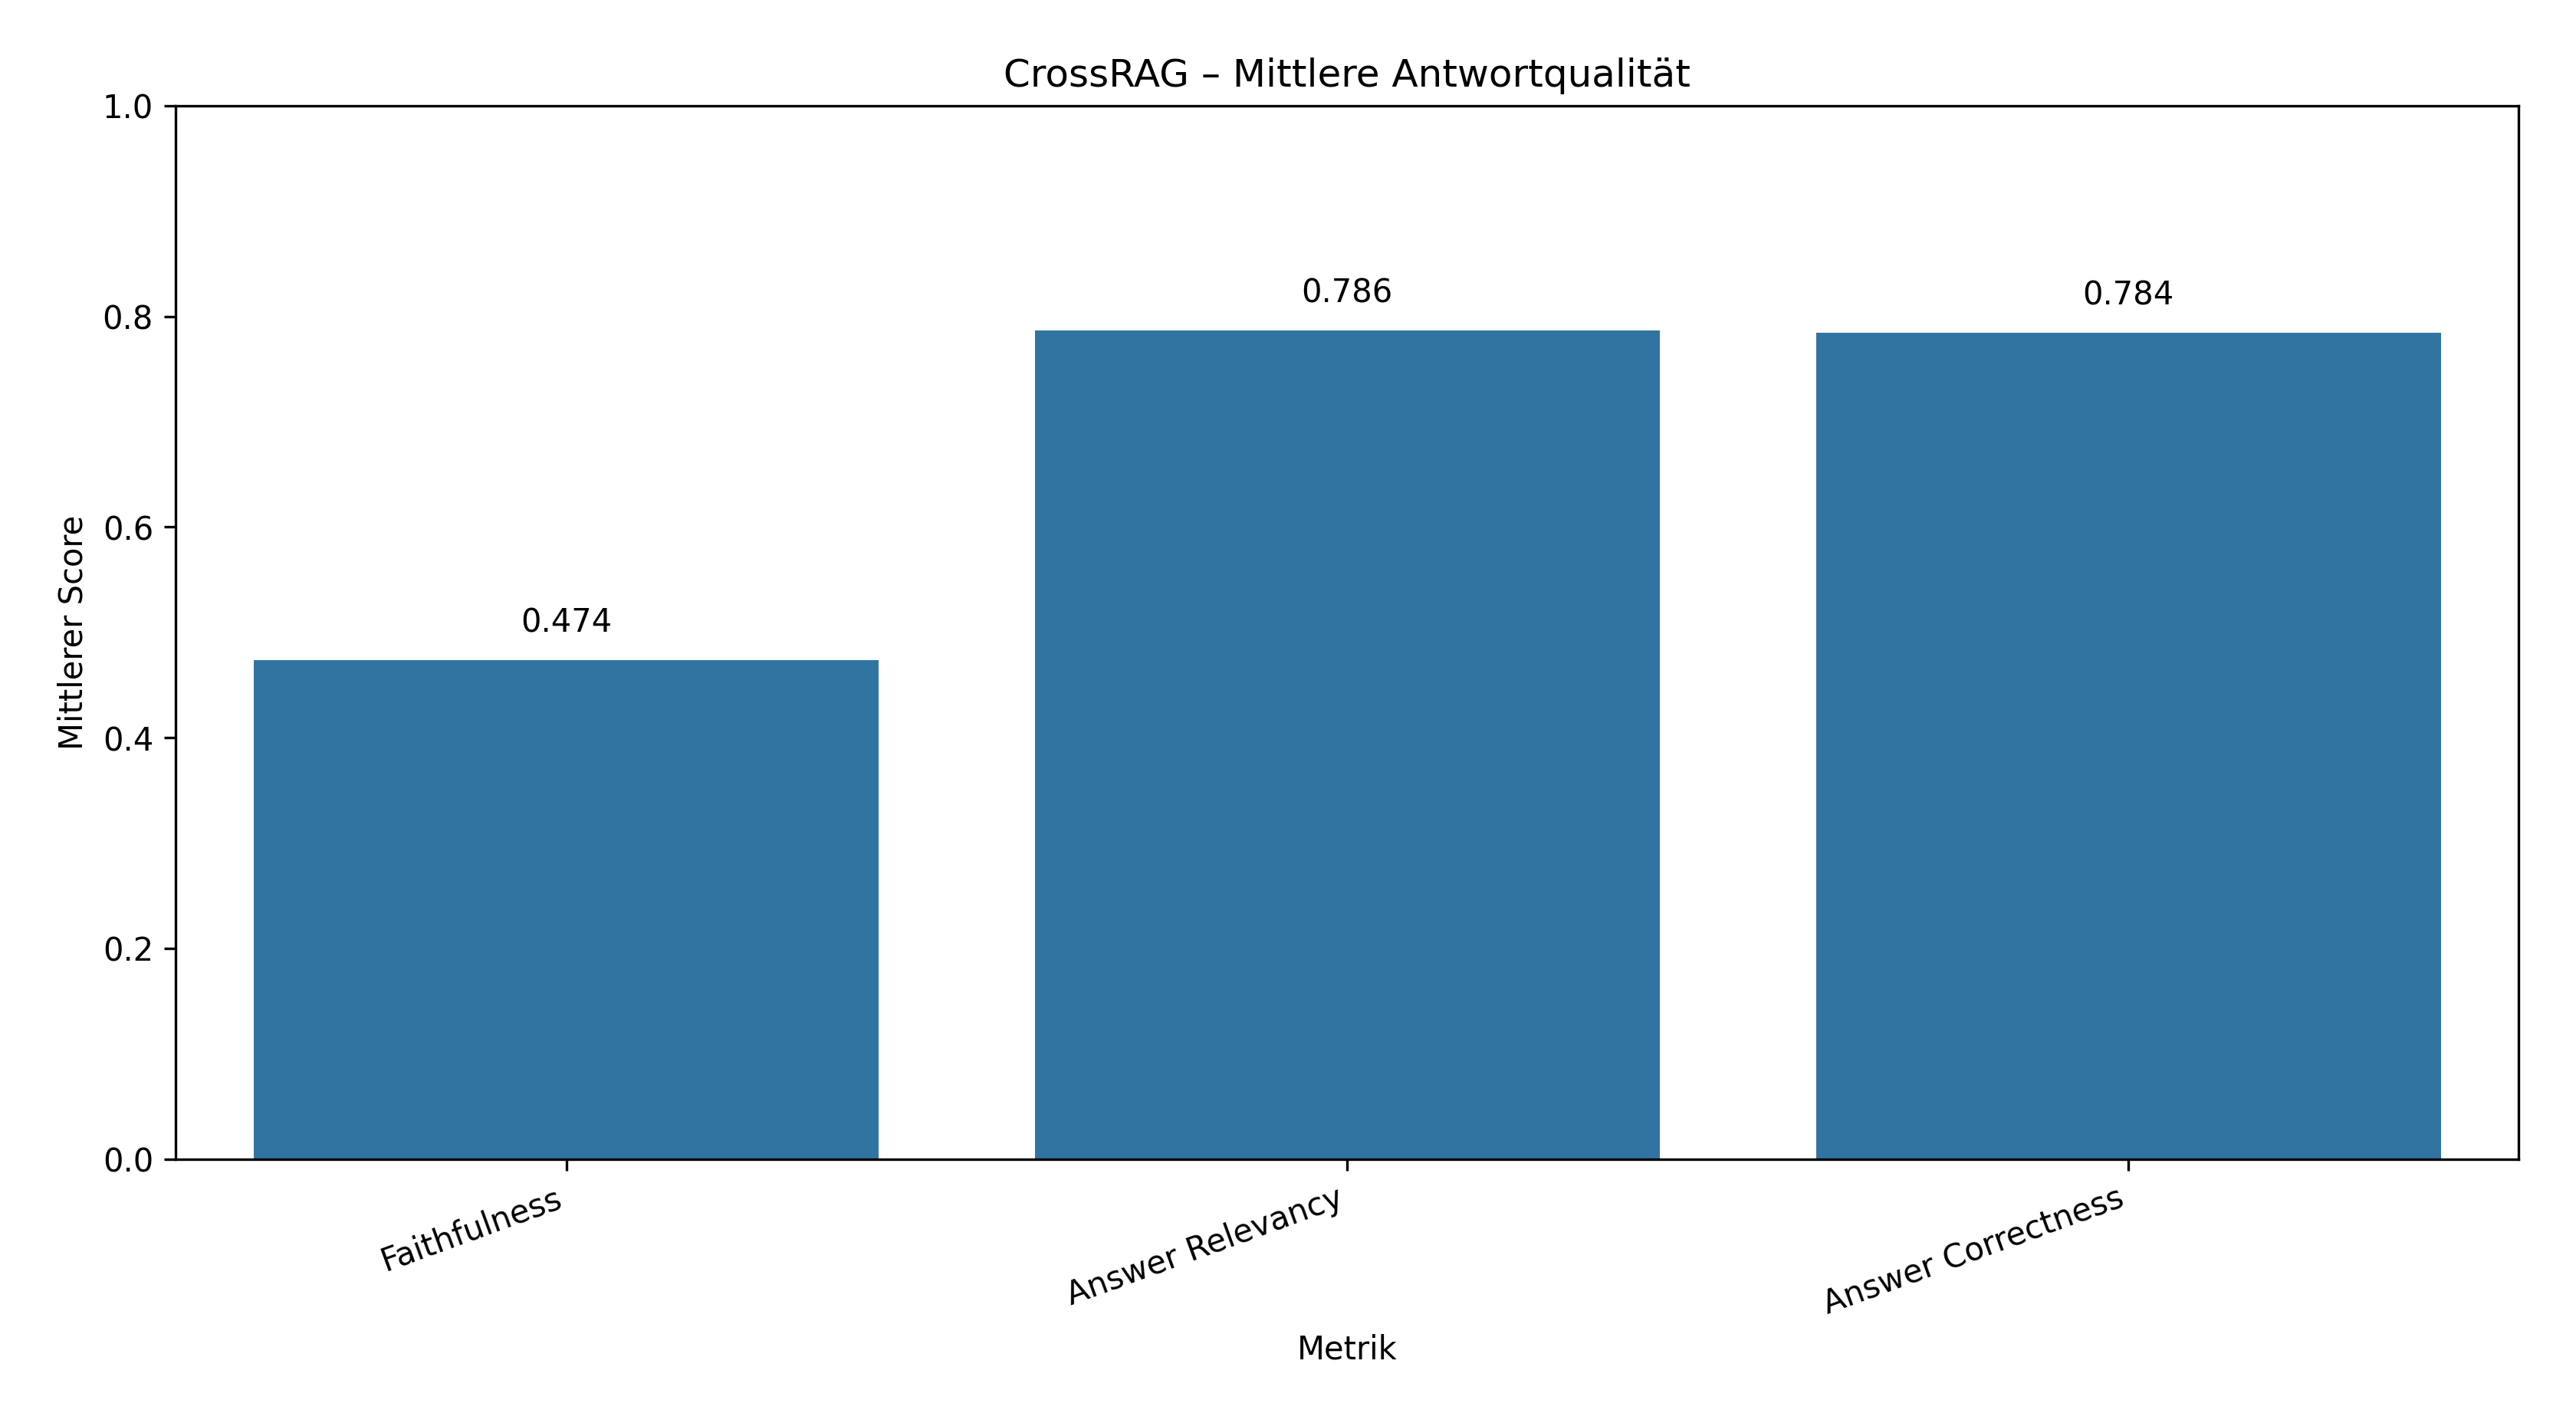 CrossRAG – Mittlere Antwortqualität
1.0
0.8
0.6
0.4
0.2
0.0
Mittlerer Score
0.474
0.786
0.784
Faithfulness
Answer Relevancy
Answer Correctness
Metrik